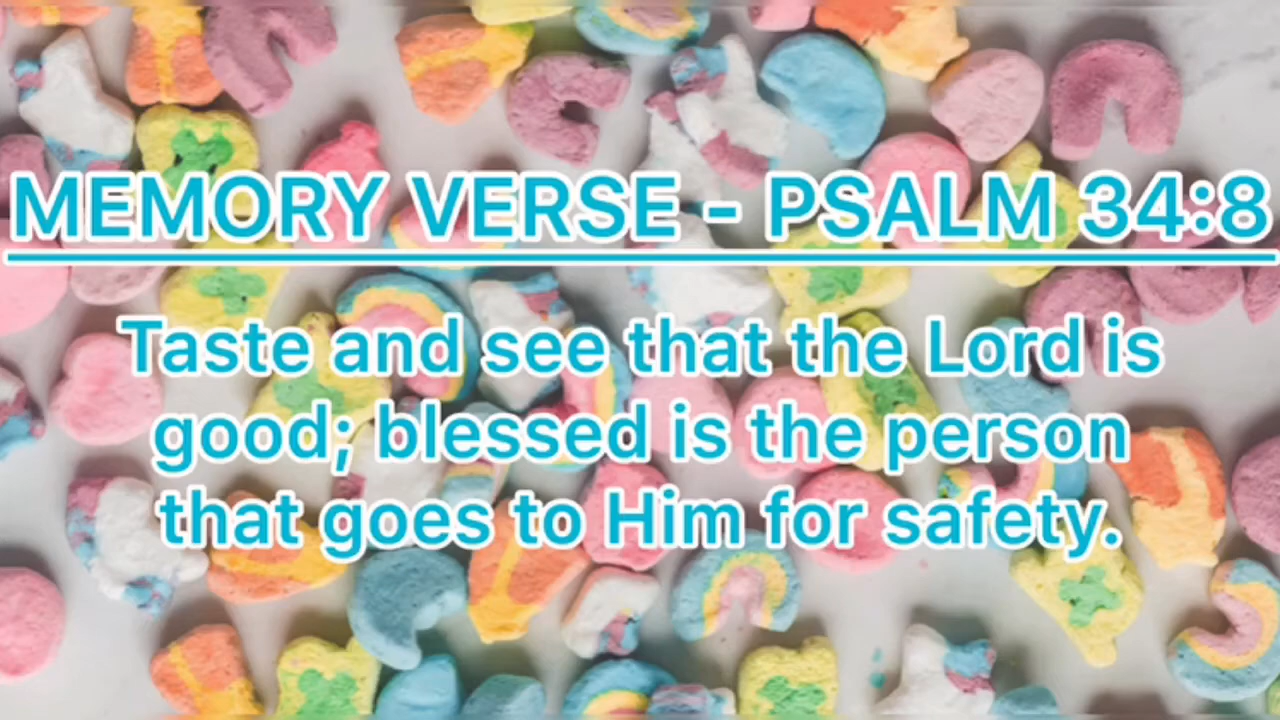 MEMORY VERSE - PSALM 34:8
Taste and see that the Lord is
good; blessed is the person
that goes to Him for safety.